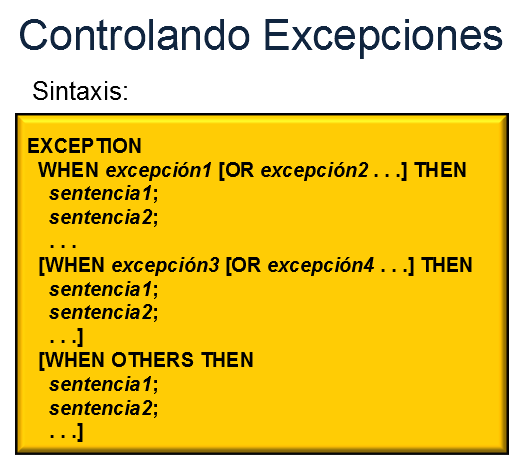 Controlando Excepciones
Sintaxis:
EXCEPTION
WHEN excepción1 [OR excepción2 . . .] THEN
sentencia1;
sentencia2;
. . .
[WHEN excepción3 [OR excepción4 . . .] THEN
sentencia1;
sentencia2;
. . .]
[WHEN OTHERS THEN
sentencia1;
sentencia2;
. . .]